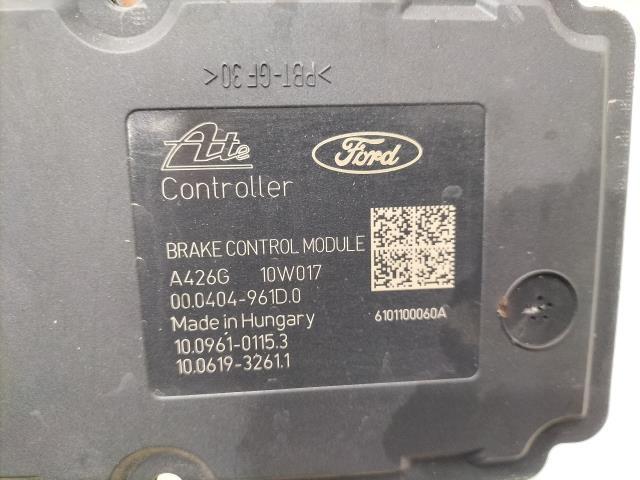 >PBT-GF30<
Ate
Ford
Controller
BRAKE CONTROL MODULE
A426G 10W017
00.0404-961D.0
Made in Hungary
6101100060A
10.0961-0115.3
10.0619-3261.1